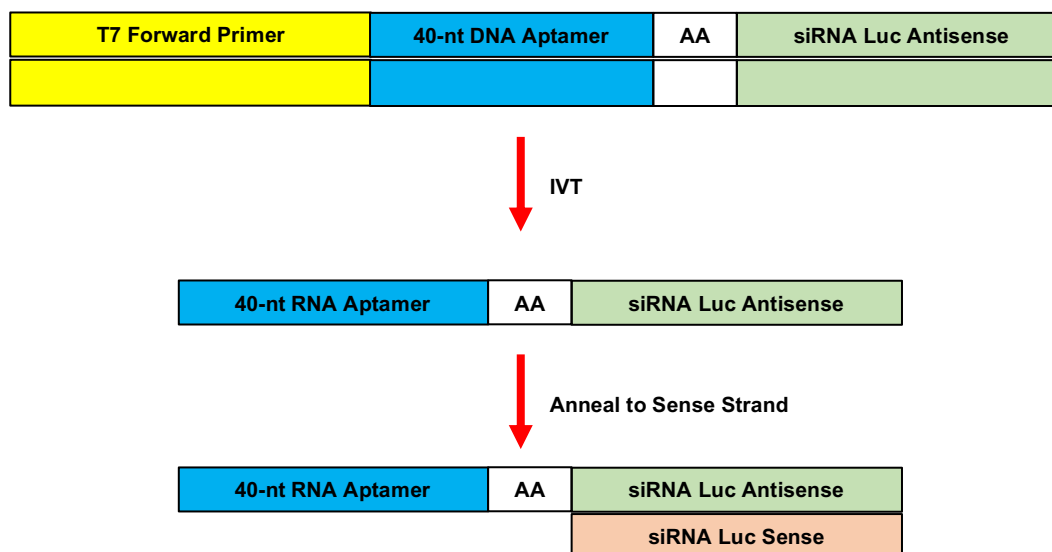 T7 Forward Primer 40-nt DNA Aptamer AA siRNA Luc Antisense
IVT
40-nt RNA Aptamer AA siRNA Luc Antisense
Anneal to Sense Strand
40-nt RNA Aptamer AA siRNA Luc Antisense
siRNA Luc Sense